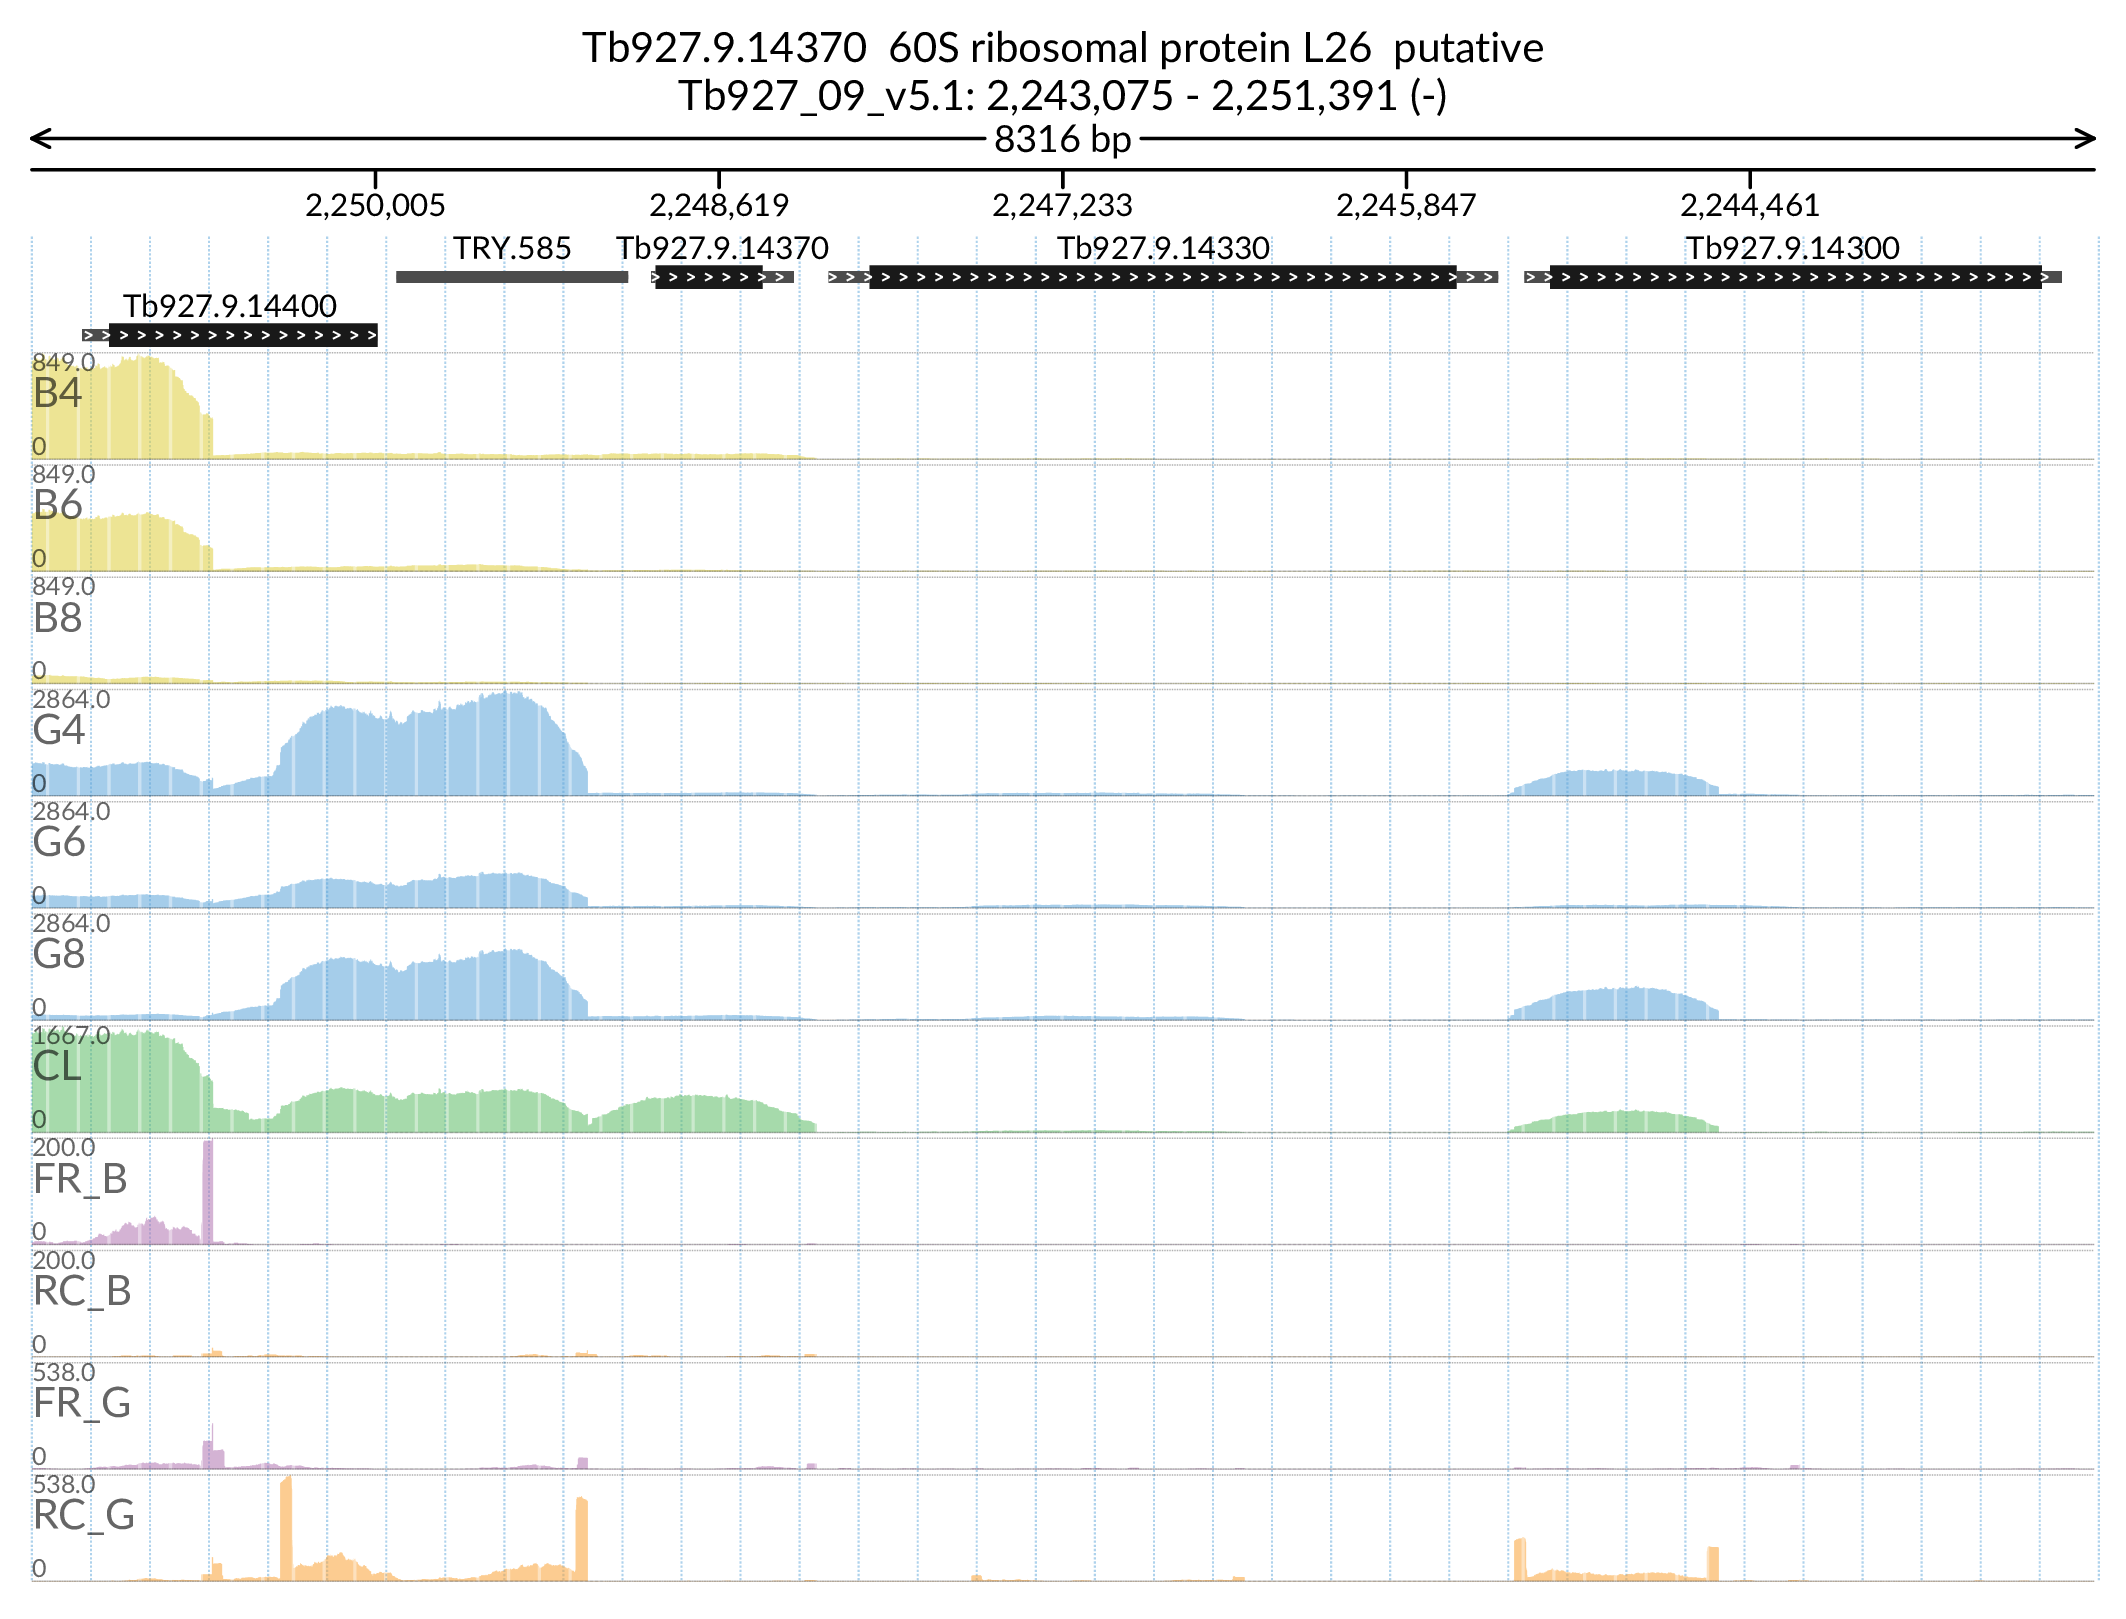 Tb927.9.14370  60S ribosomal protein L26  putative
Tb927_09_v5.1: 2,243,075 - 2,251,391 (-)
8316 bp
2,250,005 2,248,619 2,247,233 2,245,847 2,244,461
TRY.585 Tb927.9.14370 Tb927.9.14330 Tb927.9.14300
Tb927.9.14400
849.0
B4
0
849.0
B6
0
849.0
B8
0
2864.0
G4
0
2864.0
G6
0
2864.0
G8
0
1667.0
CL
0
200.0
FR_B
0
200.0
RC_B
0
538.0
FR_G
0
538.0
RC_G
0